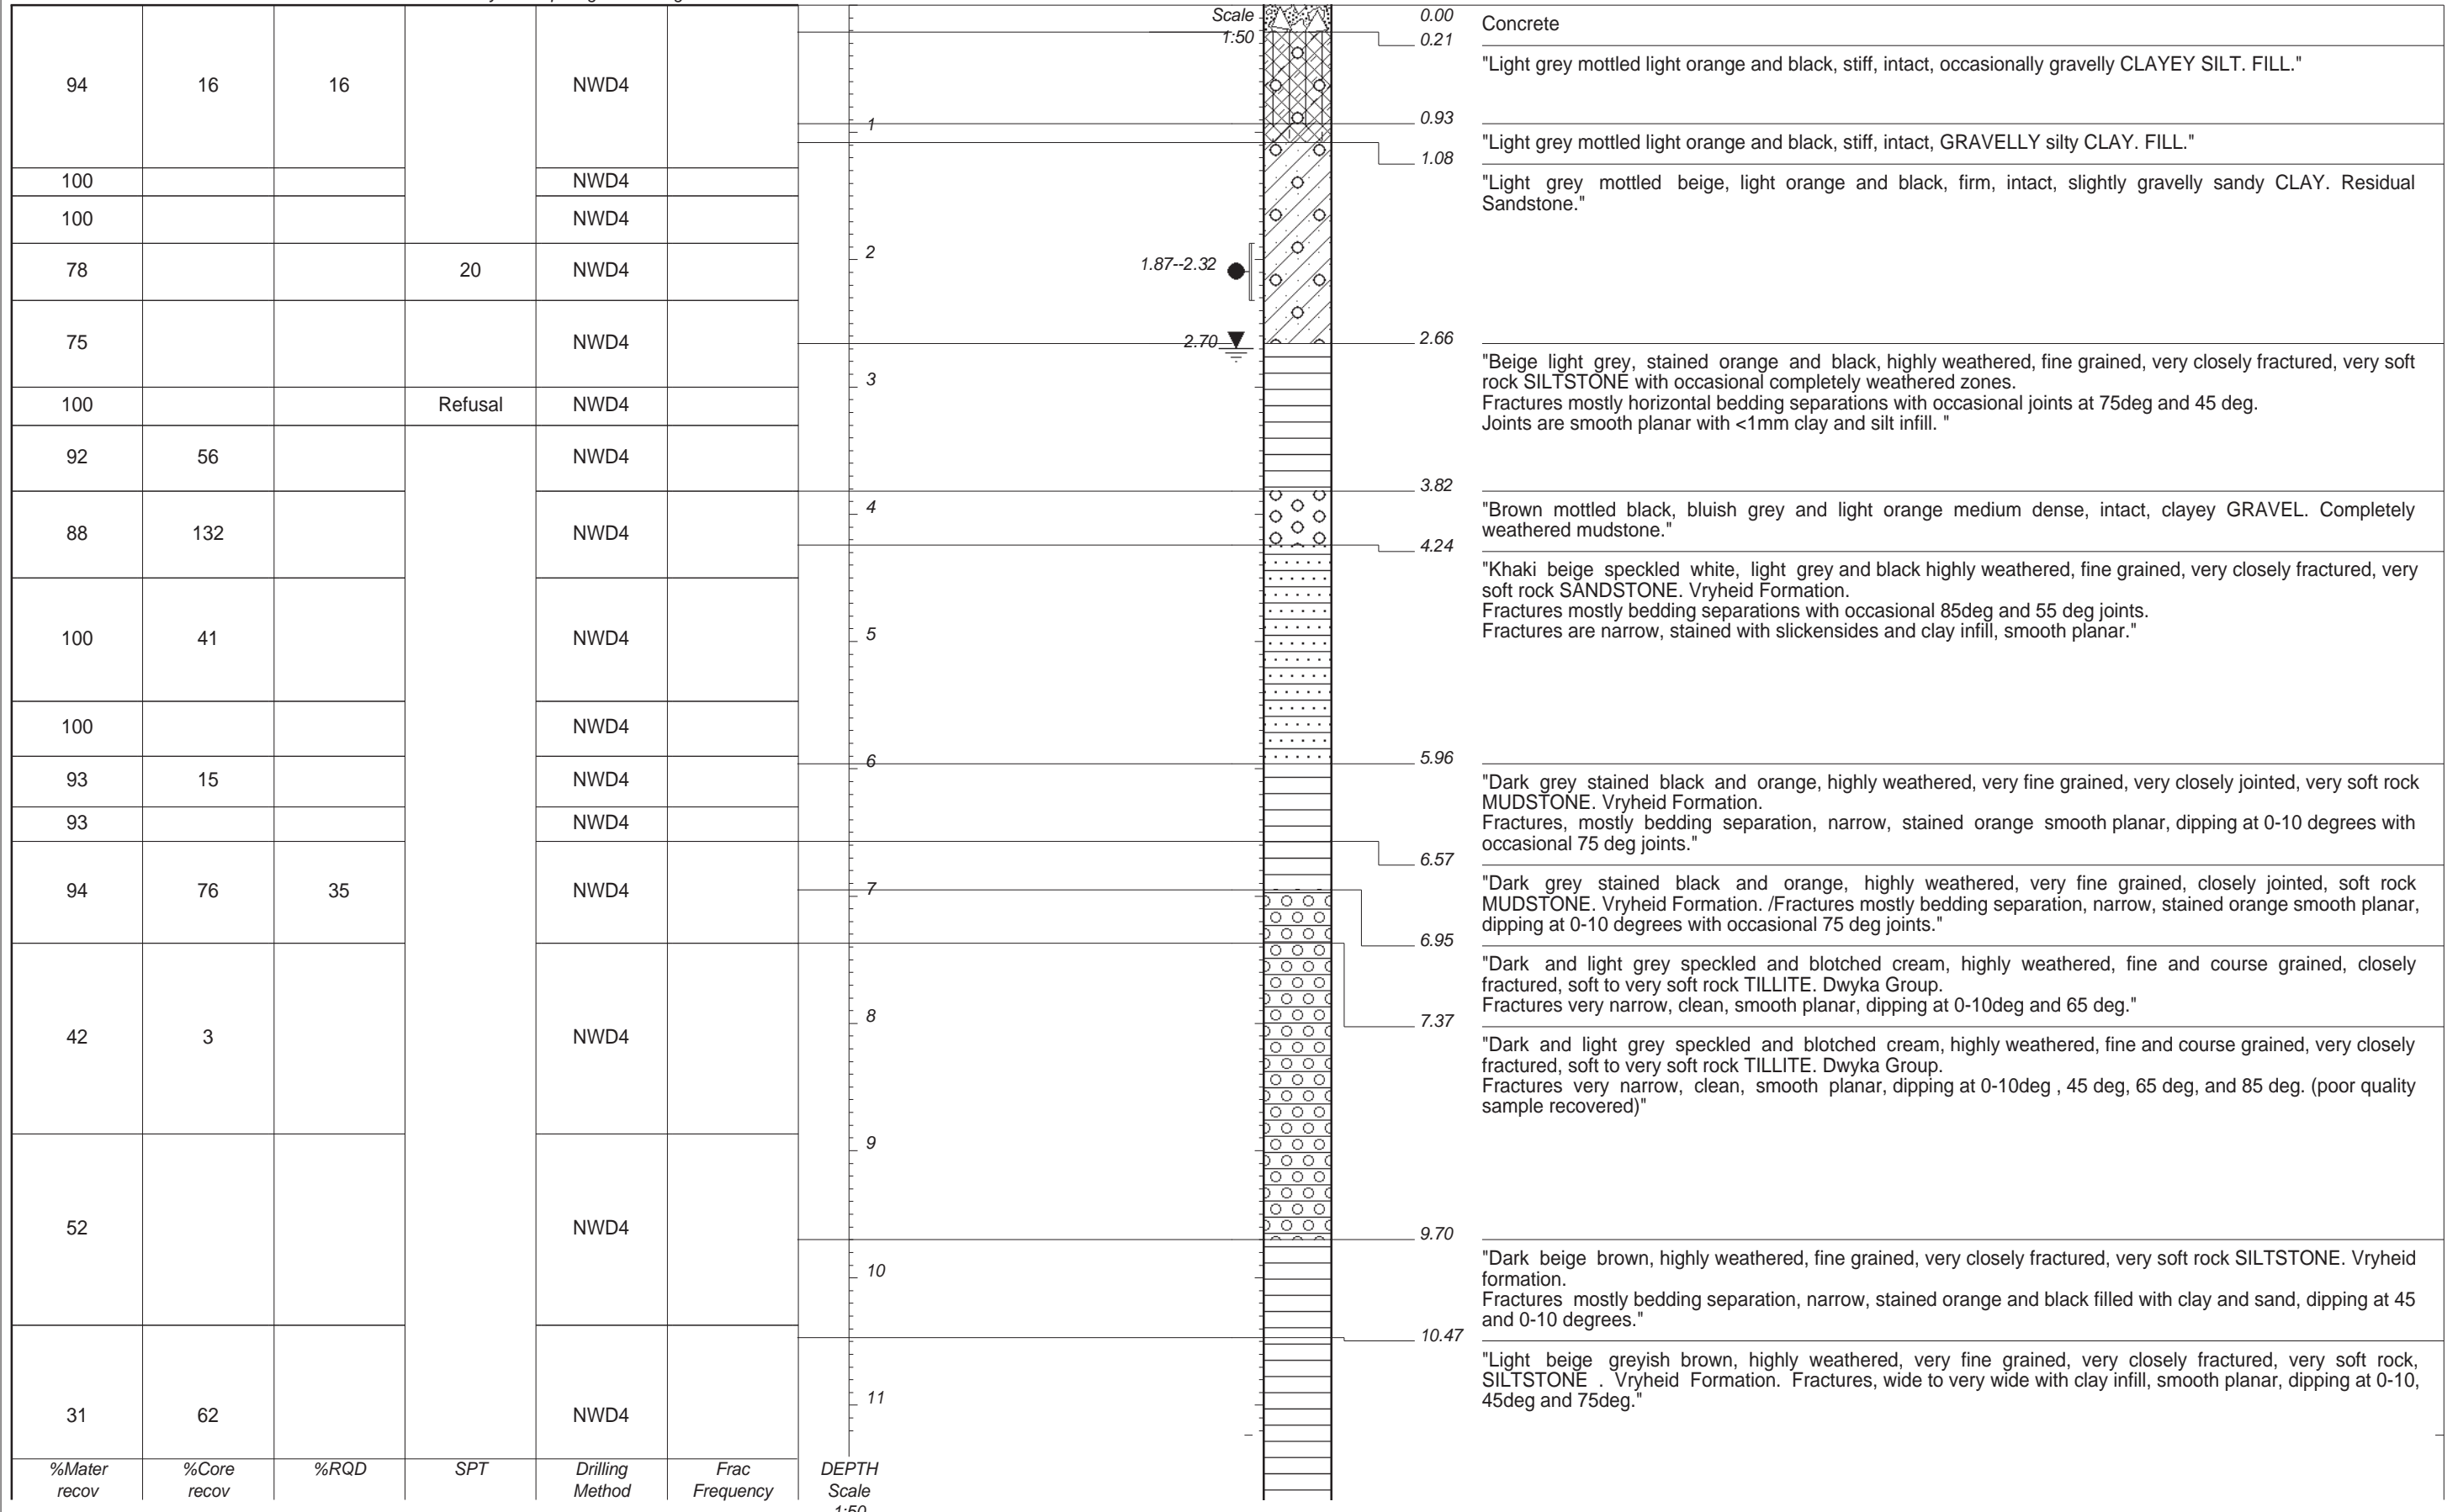 Scale
1:50
0.00
Concrete
0.21
94 16 16 NWD4
"Light grey mottled light orange and black, stiff, intact, occasionally gravelly CLAYEY SILT. FILL."
0.93
1
"Light grey mottled light orange and black, stiff, intact, GRAVELLY silty CLAY. FILL."
1.08
100 NWD4
"Light grey mottled beige, light orange and black, firm, intact, slightly gravelly sandy CLAY. Residual
Sandstone."
100 NWD4
2
78 20 NWD4
1.87--2.32
75 NWD4
2.70
2.66
"Beige light grey, stained orange and black, highly weathered, fine grained, very closely fractured, very soft
rock SILTSTONE with occasional completely weathered zones.
Fractures mostly horizontal bedding separations with occasional joints at 75deg and 45 deg.
Joints are smooth planar with <1mm clay and silt infill. "
3
100 Refusal NWD4
92 56 NWD4
3.82
4
"Brown mottled black, bluish grey and light orange medium dense, intact, clayey GRAVEL. Completely
weathered mudstone."
88 132 NWD4
4.24
"Khaki beige speckled white, light grey and black highly weathered, fine grained, very closely fractured, very
soft rock SANDSTONE. Vryheid Formation.
Fractures mostly bedding separations with occasional 85deg and 55 deg joints.
Fractures are narrow, stained with slickensides and clay infill, smooth planar."
100 41 NWD4
5
100 NWD4
5.96
6
93 15 NWD4
"Dark grey stained black and orange, highly weathered, very fine grained, very closely jointed, very soft rock
MUDSTONE. Vryheid Formation.
Fractures, mostly bedding separation, narrow, stained orange smooth planar, dipping at 0-10 degrees with
occasional 75 deg joints."
93 NWD4
6.57
94 76 35 NWD4
7
"Dark grey stained black and orange, highly weathered, very fine grained, closely jointed, soft rock
MUDSTONE. Vryheid Formation. /Fractures mostly bedding separation, narrow, stained orange smooth planar,
dipping at 0-10 degrees with occasional 75 deg joints."
6.95
"Dark and light grey speckled and blotched cream, highly weathered, fine and course grained, closely
fractured, soft to very soft rock TILLITE. Dwyka Group.
Fractures very narrow, clean, smooth planar, dipping at 0-10deg and 65 deg."
8
7.37
42 3 NWD4
"Dark and light grey speckled and blotched cream, highly weathered, fine and course grained, very closely
fractured, soft to very soft rock TILLITE. Dwyka Group.
Fractures very narrow, clean, smooth planar, dipping at 0-10deg , 45 deg, 65 deg, and 85 deg. (poor quality
sample recovered)"
9
52 NWD4
9.70
"Dark beige brown, highly weathered, fine grained, very closely fractured, very soft rock SILTSTONE. Vryheid
formation.
Fractures mostly bedding separation, narrow, stained orange and black filled with clay and sand, dipping at 45
and 0-10 degrees."
10
10.47
"Light beige greyish brown, highly weathered, very fine grained, very closely fractured, very soft rock,
SILTSTONE . Vryheid Formation. Fractures, wide to very wide with clay infill, smooth planar, dipping at 0-10,
45deg and 75deg."
11
31 62 NWD4
%Mater
recov
%Core
recov
%RQD
SPT
Drilling
Method
Frac
Frequency
DEPTH
Scale
1:50